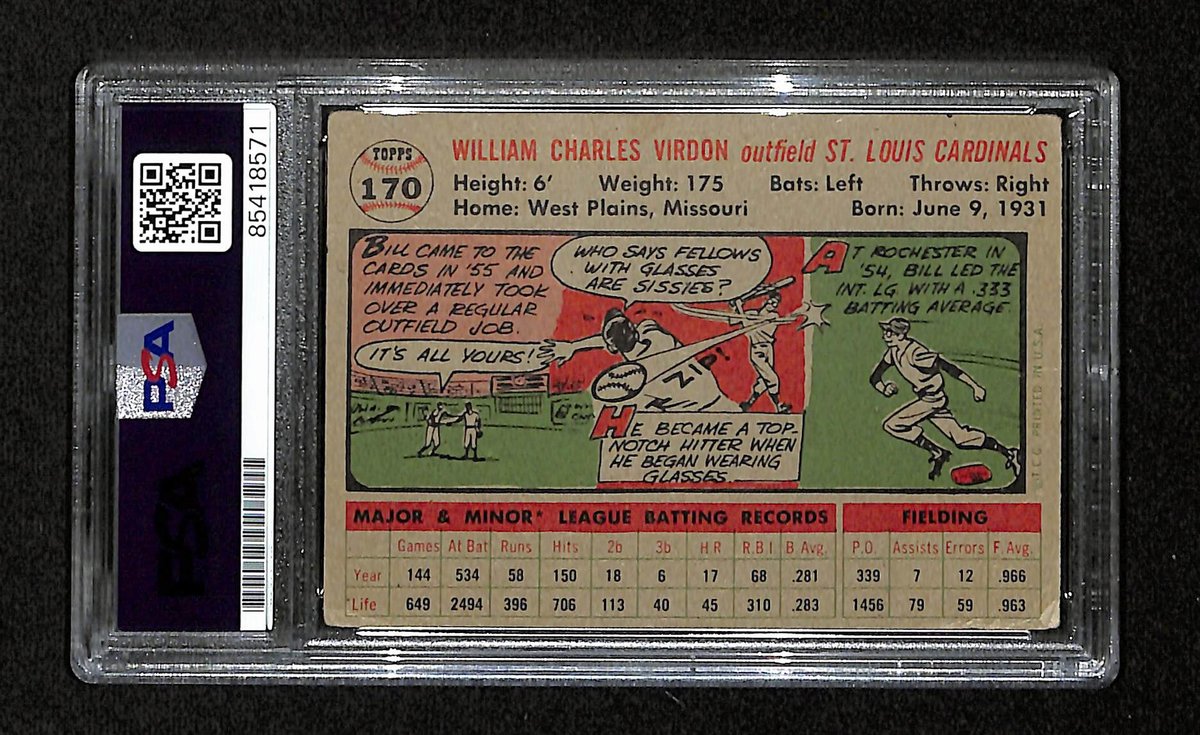 TOPPS
170
WILLIAM CHARLES VIRDON outfield ST. LOUIS CARDINALS
Height: 6' Weight: 175 Bats: Left Throws: Right
Home: West Plains, Missouri Born: June 9, 1931
BILL CAME TO THE
CARDS IN '55 AND
IMMEDIATELY TOOK
OVER A REGULAR
OUTFIELD JOB.
IT'S ALL YOURS!
WHO SAYS FELLOWS
WITH GLASSES
ARE SISSIES?
ZIP!
HE BECAME A TOP-
NOTCH HITTER WHEN
HE BEGAN WEARING
GLASSES.
AT ROCHESTER IN
'54, BILL LED THE
INT. LG. WITH A .333
BATTING AVERAGE.
©T.C.G. PRINTED IN U.S.A.
MAJOR & MINOR* LEAGUE BATTING RECORDS FIELDING
Games At Bat Runs Hits 2b 3b HR R.B.I B.Avg. P.O. Assists Errors F.Avg.
Year 144 534 58 150 18 6 17 68 .281 339 7 12 .966
*Life 649 2494 396 706 113 40 45 310 .283 1456 79 59 .963
85418571
PSA
PSA